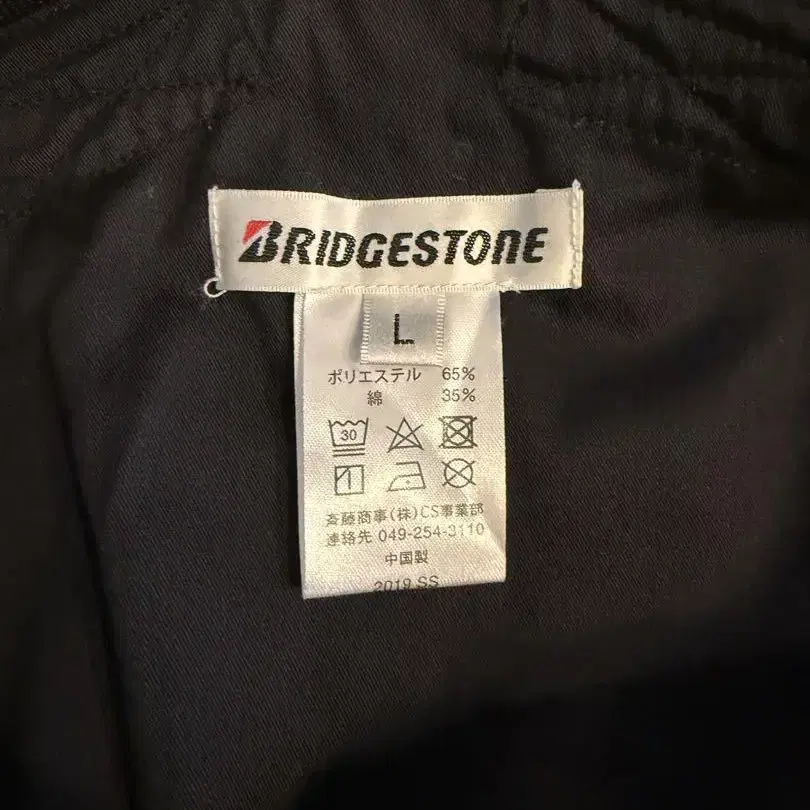 BRIDGESTONE
L
ポリエステル 65%
綿 35%
30
斎藤商事(株)CS事業部
連絡先 049-254-3110
中国製
2019 SS